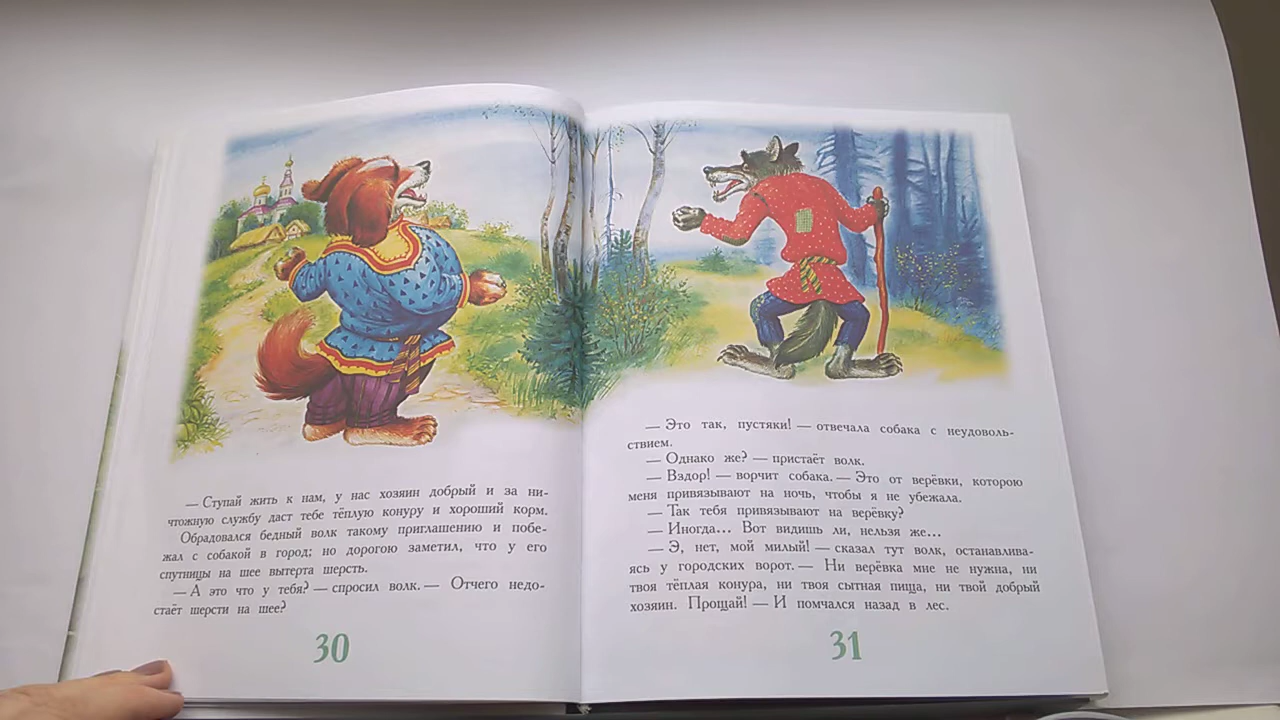 — Ступай жить к нам, у нас хозяин добрый и за ни-
чтожную службу даст тебе тёплую конуру и хороший корм.
Обрадовался бедный волк такому приглашению и побе-
жал с собакой в город; но дорогою заметил, что у его
спутницы на шее вытерта шерсть.
— А это что у тебя? — спросил волк. — Отчего недо-
стаёт шерсти на шее?
30
— Это так, пустяки! — отвечала собака с неудоволь-
ствием.
— Однако же? — пристаёт волк.
— Вздор! — ворчит собака. — Это от верёвки, которою
меня привязывают на ночь, чтобы я не убежала.
— Так тебя привязывают на верёвку?
— Иногда... Вот видишь ли, нельзя же...
— Э, нет, мой милый! — сказал тут волк, останавлива-
ясь у городских ворот. — Ни верёвка мне не нужна, ни
твоя тёплая конура, ни твоя сытная пища, ни твой добрый
хозяин. Прощай! — И помчался назад в лес.
31